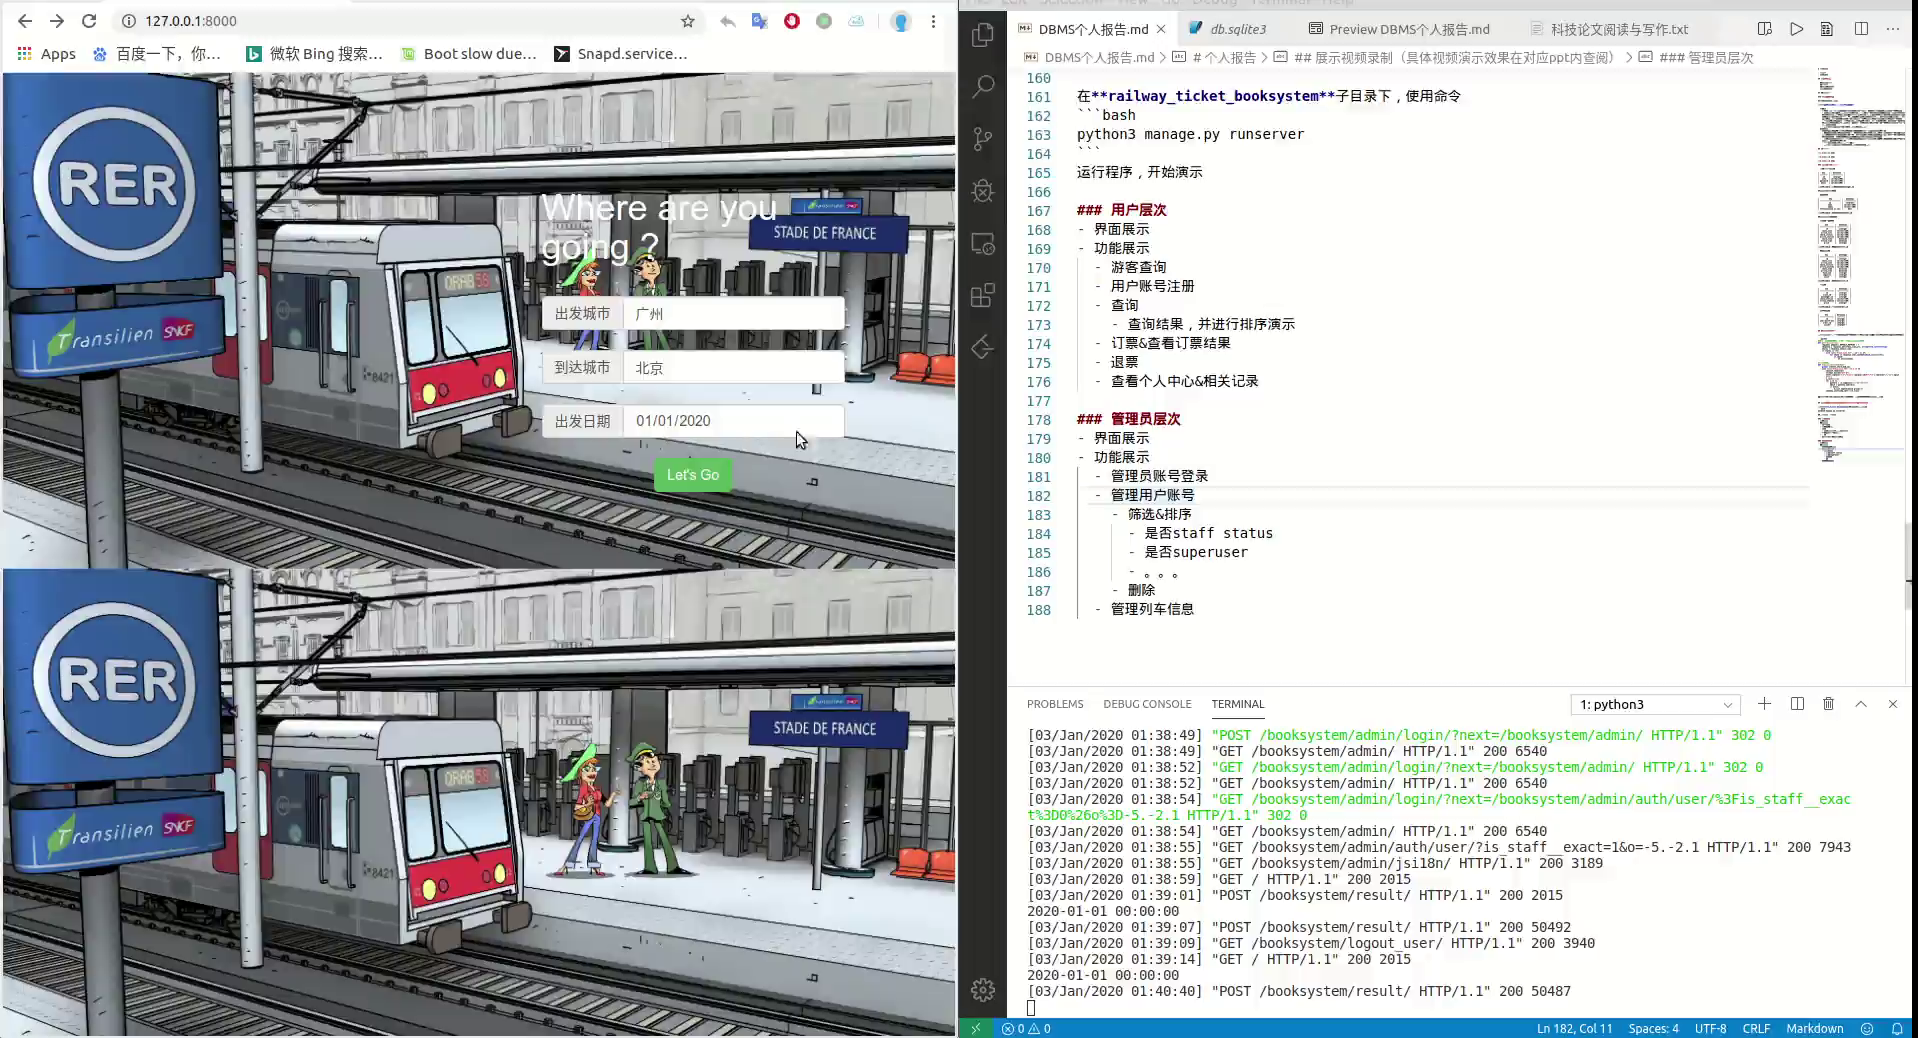 127.0.0.1:8000
Apps
百度一下，你...
微软 Bing 搜索...
Boot slow due...
Snapd.service...
RER
Transilien SNCF
STADE DE FRANCE
Where are you
going ?
出发城市 广州
到达城市 北京
出发日期 01/01/2020
Let's Go
RER
Transilien SNCF
STADE DE FRANCE
DBMS个人报告.md
db.sqlite3
Preview DBMS个人报告.md
科技论文阅读与写作.txt
DBMS个人报告.md > # 个人报告 > ## 展示视频录制（具体视频演示效果在对应ppt内查阅） > ### 管理员层次
160
161 在**railway_ticket_booksystem**子目录下，使用命令
162 ```bash
163 python3 manage.py runserver
164 ```
165 运行程序，开始演示
166
167 ### 用户层次
168 - 界面展示
169 - 功能展示
170 - 游客查询
171 - 用户账号注册
172 - 查询
173 - 查询结果，并进行排序演示
174 - 订票&查看订票结果
175 - 退票
176 - 查看个人中心&相关记录
177
178 ### 管理员层次
179 - 界面展示
180 - 功能展示
181 - 管理员账号登录
182 - 管理用户账号
183 - 筛选&排序
184 - 是否staff status
185 - 是否superuser
186 - 。。。
187 - 删除
188 - 管理列车信息
PROBLEMS DEBUG CONSOLE TERMINAL 1: python3
[03/Jan/2020 01:38:49] "POST /booksystem/admin/login/?next=/booksystem/admin/ HTTP/1.1" 302 0
[03/Jan/2020 01:38:49] "GET /booksystem/admin/ HTTP/1.1" 200 6540
[03/Jan/2020 01:38:52] "GET /booksystem/admin/login/?next=/booksystem/admin/ HTTP/1.1" 302 0
[03/Jan/2020 01:38:52] "GET /booksystem/admin/ HTTP/1.1" 200 6540
[03/Jan/2020 01:38:54] "GET /booksystem/admin/login/?next=/booksystem/admin/auth/user/%3Fis_staff__exac
t%3D0%26o%3D-5.-2.1 HTTP/1.1" 302 0
[03/Jan/2020 01:38:54] "GET /booksystem/admin/ HTTP/1.1" 200 6540
[03/Jan/2020 01:38:55] "GET /booksystem/admin/auth/user/?is_staff__exact=1&o=-5.-2.1 HTTP/1.1" 200 7943
[03/Jan/2020 01:38:55] "GET /booksystem/admin/jsi18n/ HTTP/1.1" 200 3189
[03/Jan/2020 01:38:59] "GET / HTTP/1.1" 200 2015
[03/Jan/2020 01:39:01] "POST /booksystem/result/ HTTP/1.1" 200 2015
2020-01-01 00:00:00
[03/Jan/2020 01:39:07] "POST /booksystem/result/ HTTP/1.1" 200 50492
[03/Jan/2020 01:39:09] "GET /booksystem/logout_user/ HTTP/1.1" 200 3940
[03/Jan/2020 01:39:14] "GET / HTTP/1.1" 200 2015
2020-01-01 00:00:00
[03/Jan/2020 01:40:40] "POST /booksystem/result/ HTTP/1.1" 200 50487
0 0 Ln 182, Col 11 Spaces: 4 UTF-8 CRLF Markdown